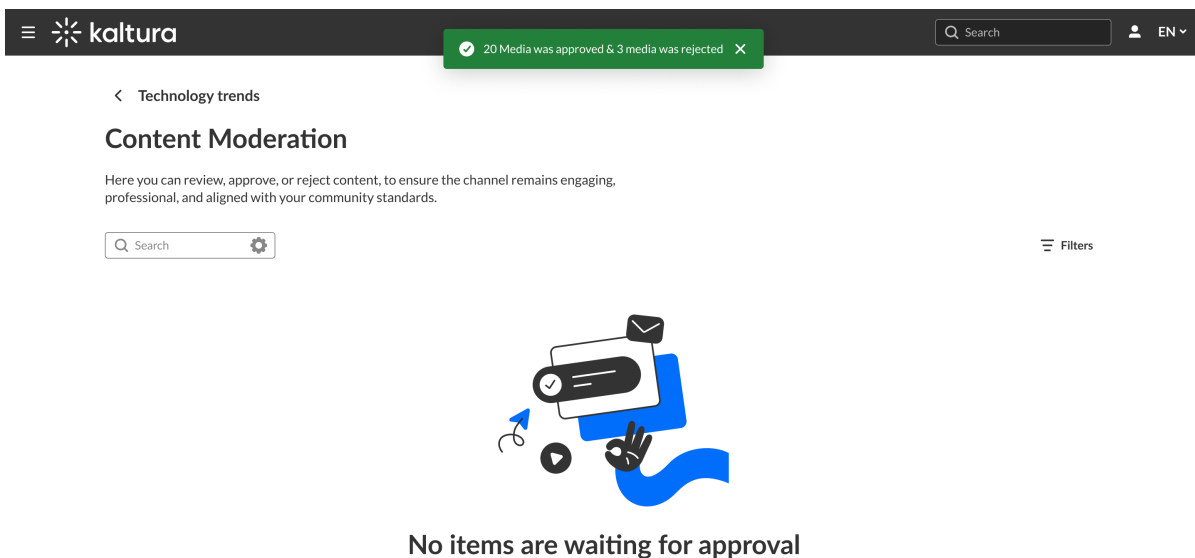 kaltura
20 Media was approved & 3 media was rejected
Search
EN
Technology trends
Content Moderation
Here you can review, approve, or reject content, to ensure the channel remains engaging,
professional, and aligned with your community standards.
Search
Filters
No items are waiting for approval